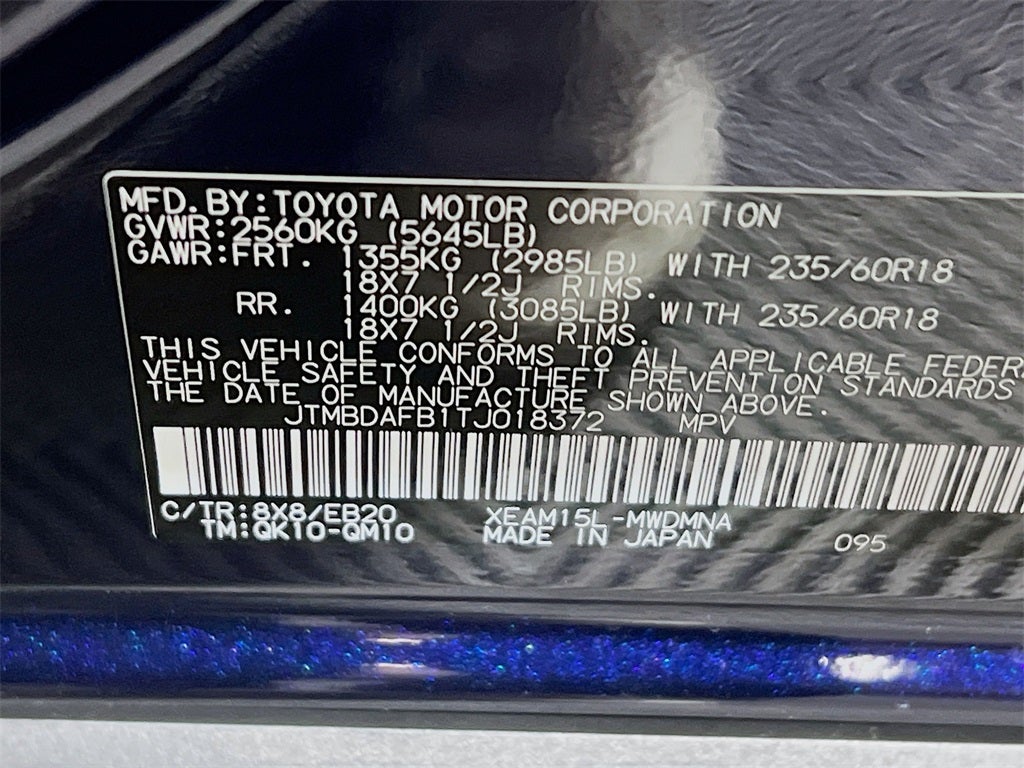 MFD. BY: TOYOTA MOTOR CORPORATION
GVWR: 2560KG (5645LB)
GAWR: FRT. 1355KG (2985LB) WITH 235/60R18
18X7 1/2J RIMS.
RR. 1400KG (3085LB) WITH 235/60R18
18X7 1/2J RIMS.
THIS VEHICLE CONFORMS TO ALL APPLICABLE FEDER
VEHICLE SAFETY AND THEFT PREVENTION STANDARDS
THE DATE OF MANUFACTURE SHOWN ABOVE.
JTMBDAFB1TJ018372 MPV
C/TR: 8X8/EB20 XEAM15L-MWDMNA
TM: QK10-QM10 MADE IN JAPAN 095